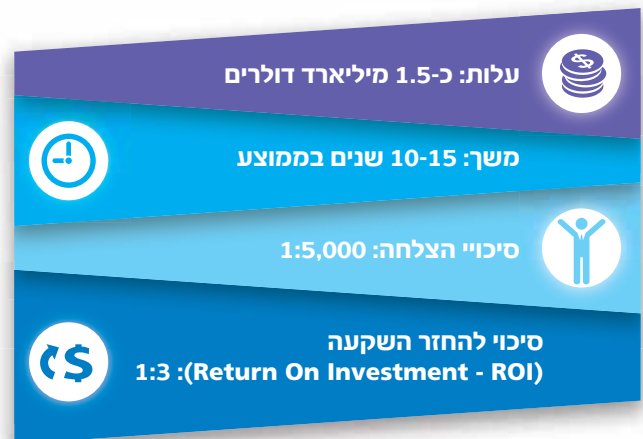 עלות: כ-1.5 מיליארד דולרים
משך: 10-15 שנים בממוצע
סיכויי הצלחה: 1:5,000
סיכוי להחזר השקעה
(Return On Investment - ROI): 1:3